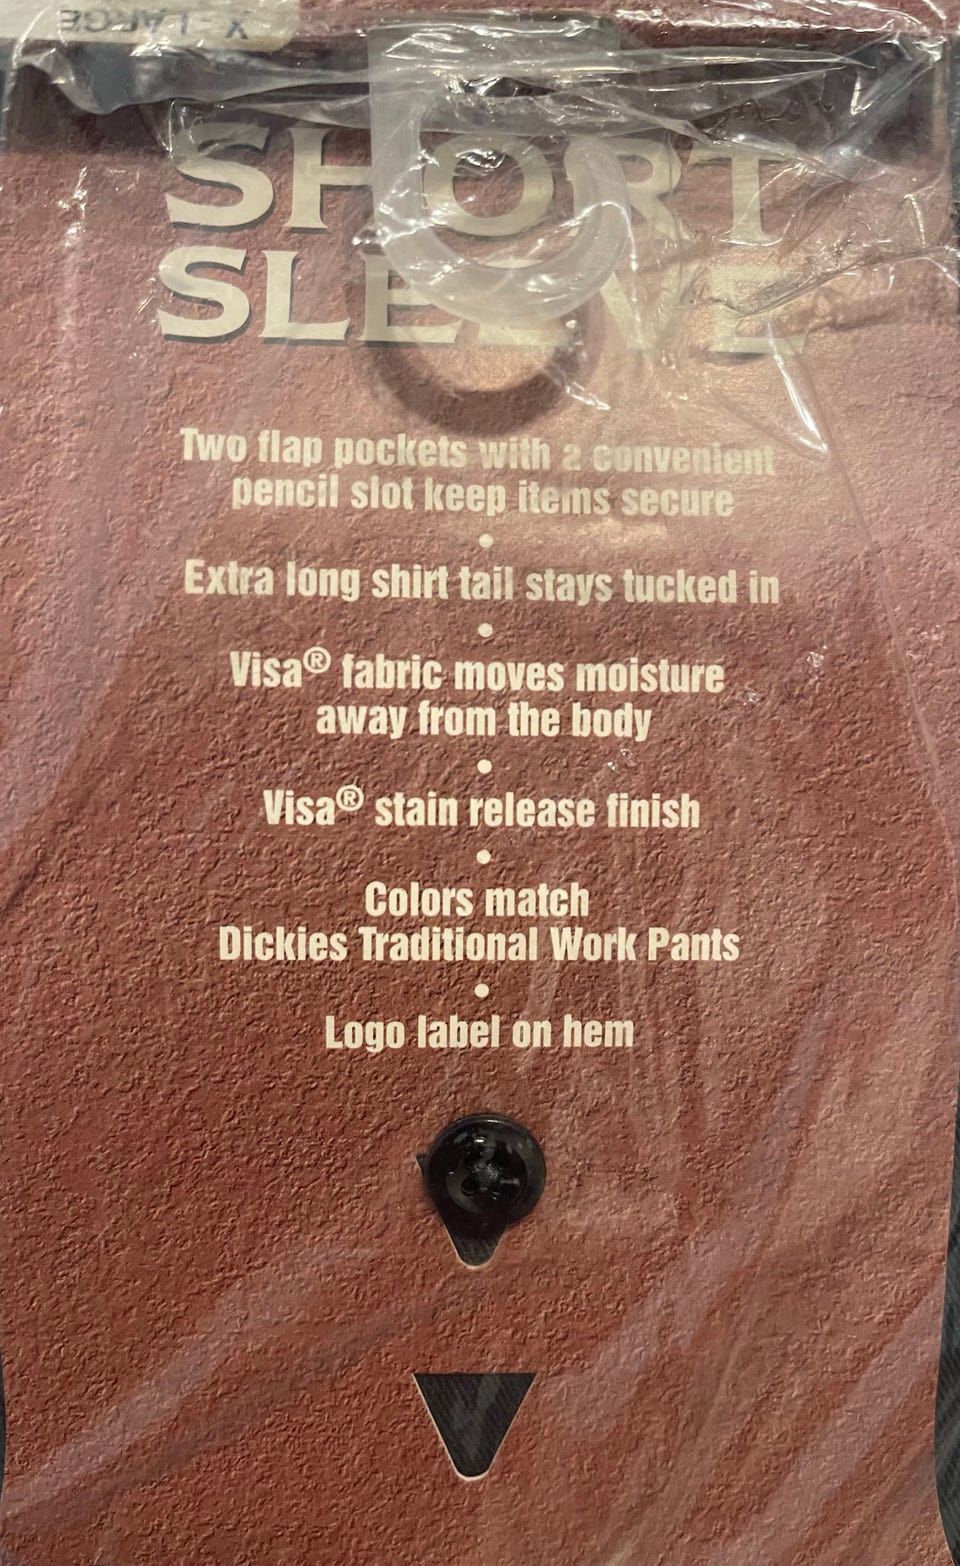 X-LARGE
SHORT
SLEEVE
Two flap pockets with a convenient
pencil slot keep items secure
•
Extra long shirt tail stays tucked in
•
Visa® fabric moves moisture
away from the body
•
Visa® stain release finish
•
Colors match
Dickies Traditional Work Pants
•
Logo label on hem